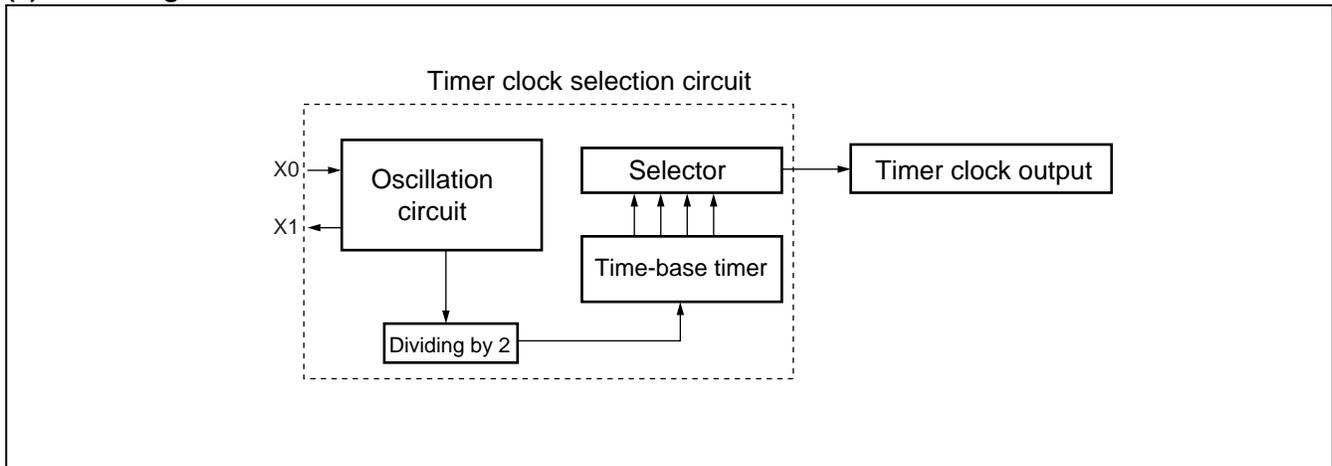 Timer clock selection circuit
X0
X1
Oscillation
circuit
Selector
Timer clock output
Time-base timer
Dividing by 2